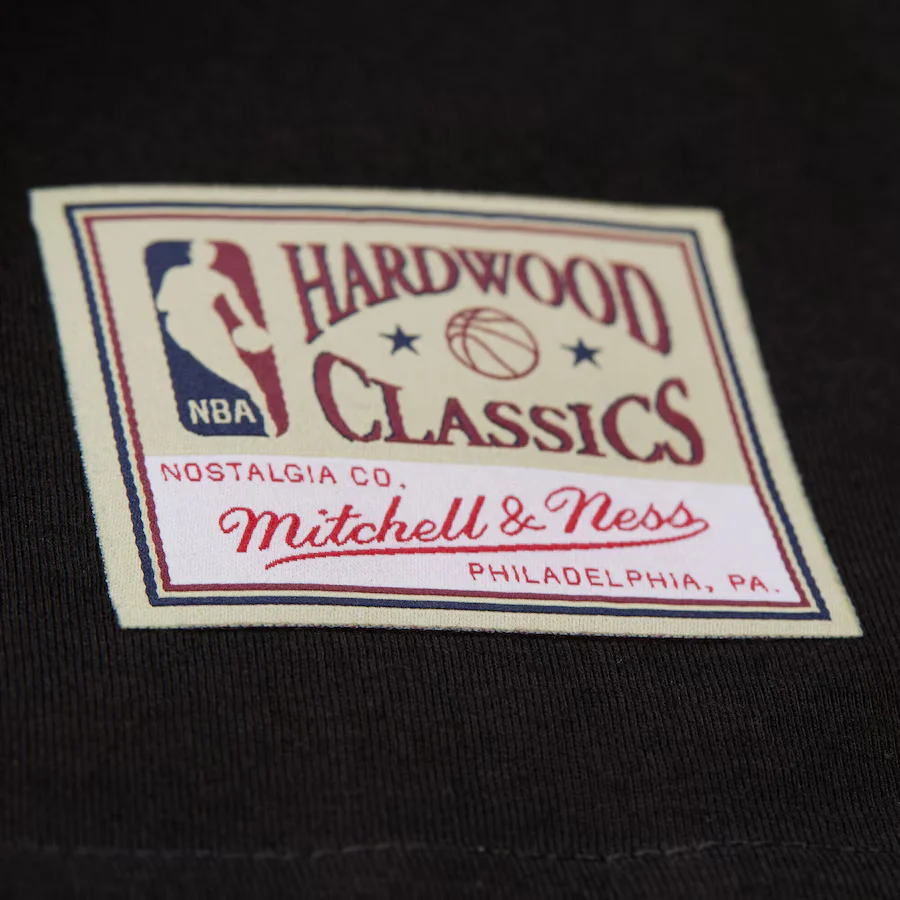 HARDWOOD
CLASSICS
NBA
NOSTALGIA CO.
Mitchell & Ness
PHILADELPHIA, PA.